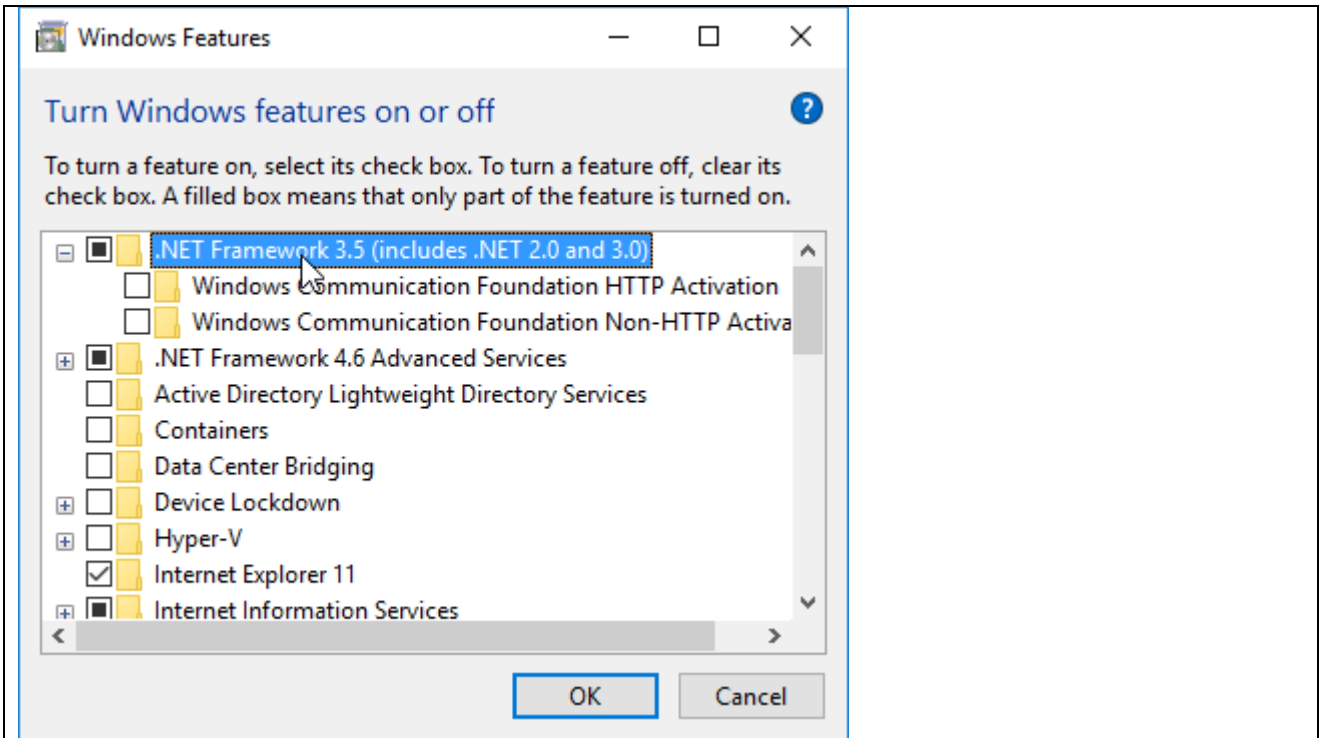 Windows Features
Turn Windows features on or off
?
To turn a feature on, select its check box. To turn a feature off, clear its
check box. A filled box means that only part of the feature is turned on.
.NET Framework 3.5 (includes .NET 2.0 and 3.0)
Windows Communication Foundation HTTP Activation
Windows Communication Foundation Non-HTTP Activa
.NET Framework 4.6 Advanced Services
Active Directory Lightweight Directory Services
Containers
Data Center Bridging
Device Lockdown
Hyper-V
Internet Explorer 11
Internet Information Services
OK
Cancel